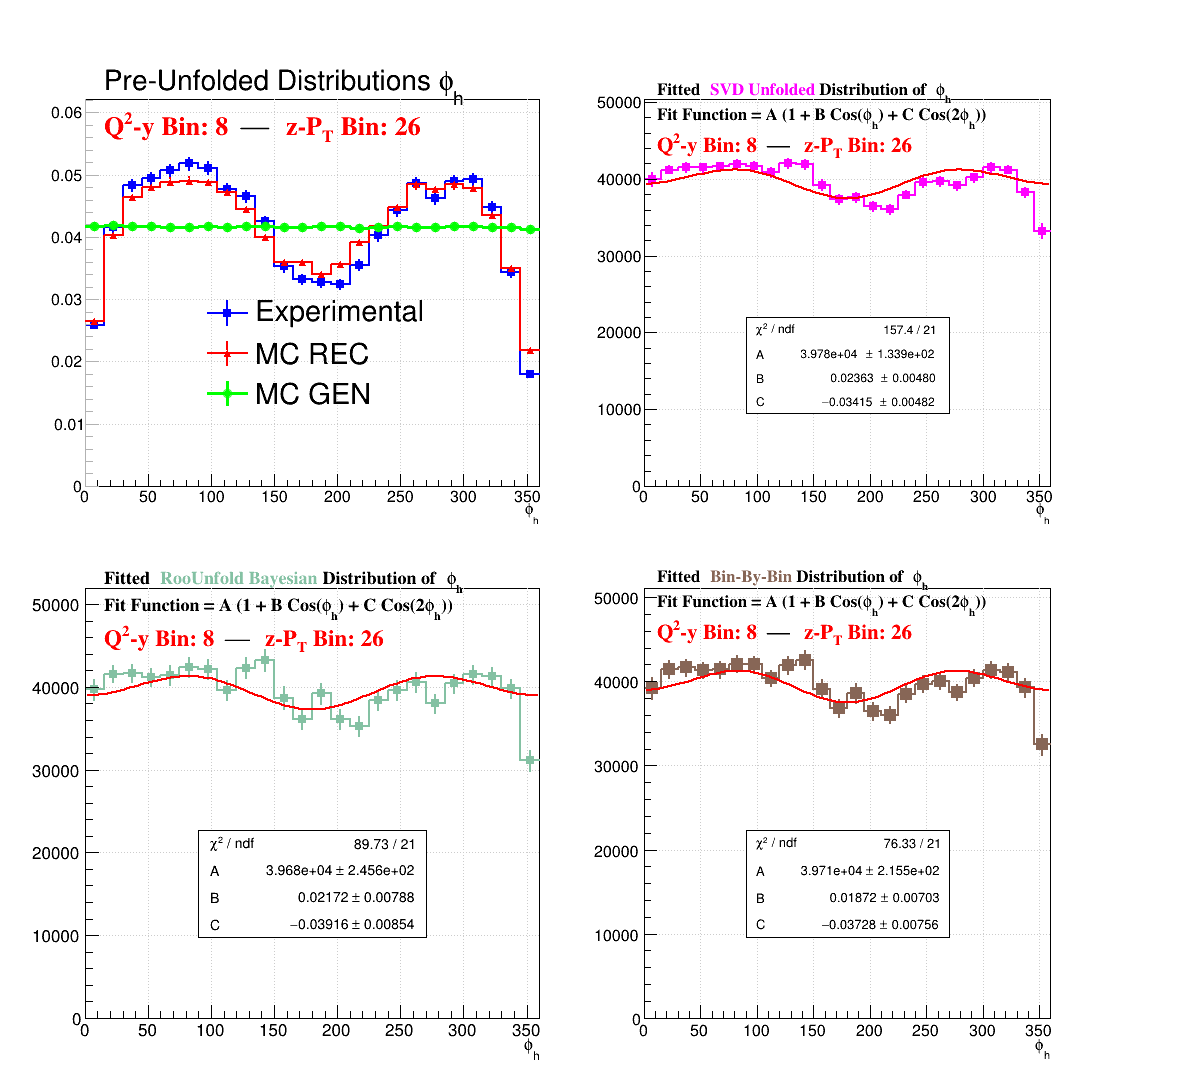 Pre-Unfolded Distributions ϕh
Q²-y Bin: 8 — z-PT Bin: 26
0.06
0.05
0.04
0.03
0.02
0.01
0
Experimental
MC REC
MC GEN
0 50 100 150 200 250 300 350
ϕh
Fitted SVD Unfolded Distribution of ϕh
Fit Function = A (1 + B Cos(ϕh) + C Cos(2ϕh))
Q²-y Bin: 8 — z-PT Bin: 26
50000
40000
30000
20000
10000
0
χ² / ndf 157.4 / 21
A 3.978e+04 ± 1.339e+02
B 0.02363 ± 0.00480
C −0.03415 ± 0.00482
0 50 100 150 200 250 300 350
ϕh
Fitted RooUnfold Bayesian Distribution of ϕh
Fit Function = A (1 + B Cos(ϕh) + C Cos(2ϕh))
Q²-y Bin: 8 — z-PT Bin: 26
50000
40000
30000
20000
10000
0
χ² / ndf 89.73 / 21
A 3.968e+04 ± 2.456e+02
B 0.02172 ± 0.00788
C −0.03916 ± 0.00854
0 50 100 150 200 250 300 350
ϕh
Fitted Bin-By-Bin Distribution of ϕh
Fit Function = A (1 + B Cos(ϕh) + C Cos(2ϕh))
Q²-y Bin: 8 — z-PT Bin: 26
50000
40000
30000
20000
10000
0
χ² / ndf 76.33 / 21
A 3.971e+04 ± 2.155e+02
B 0.01872 ± 0.00703
C −0.03728 ± 0.00756
0 50 100 150 200 250 300 350
ϕh